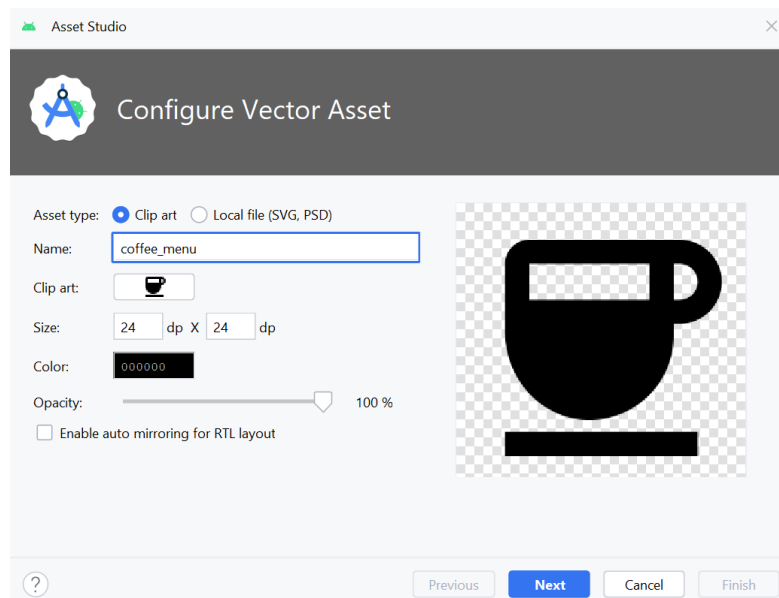 Asset Studio
Configure Vector Asset
Asset type: Clip art Local file (SVG, PSD)
Name: coffee_menu
Clip art:
Size: 24 dp X 24 dp
Color: 000000
Opacity: 100 %
Enable auto mirroring for RTL layout
? Previous Next Cancel Finish